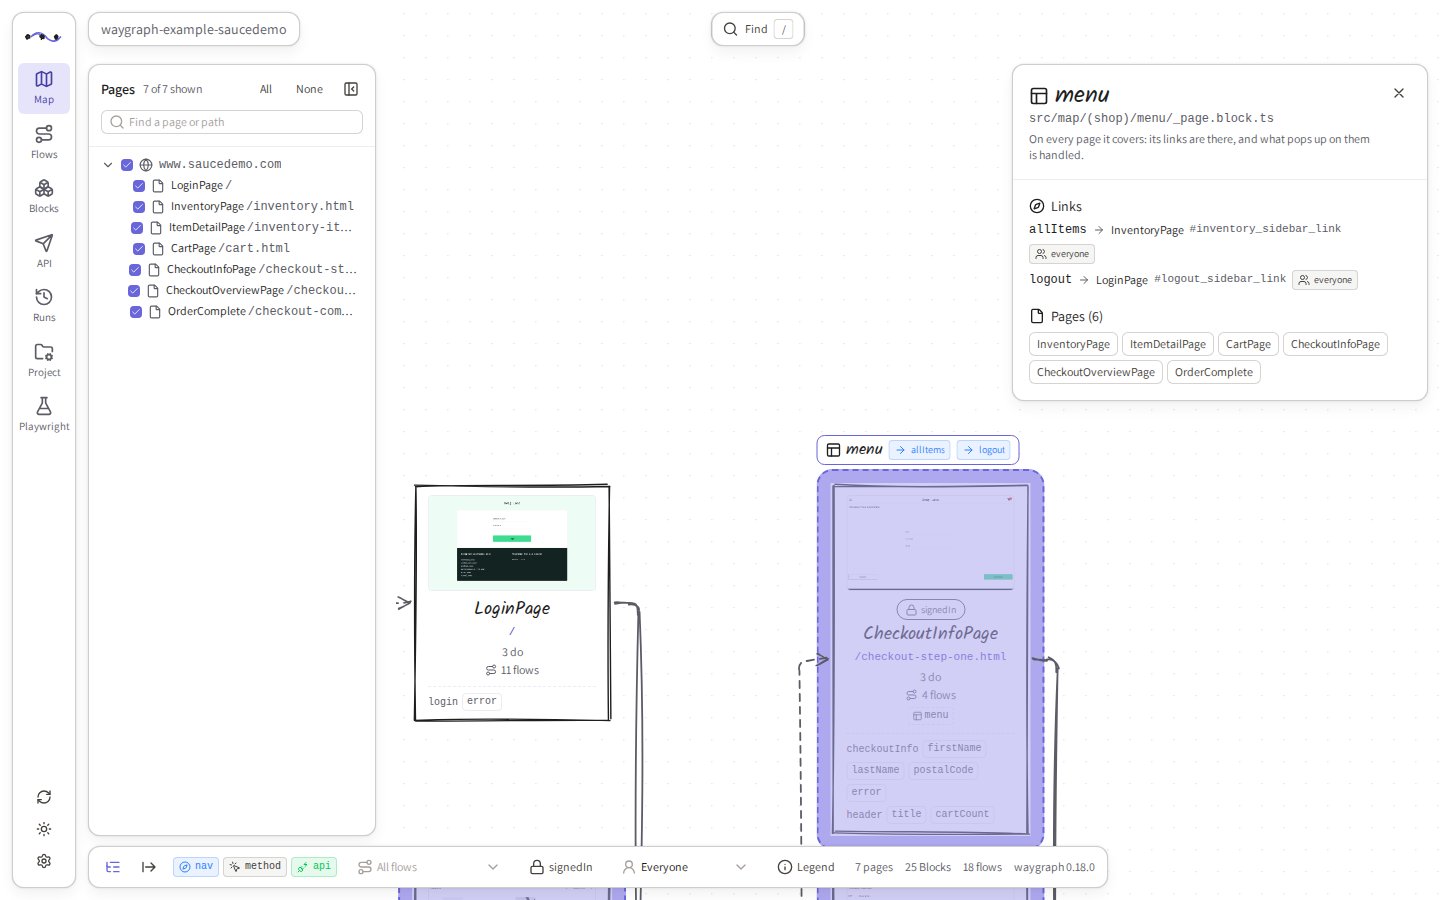 waygraph-example-saucedemo
Find /
Map
Flows
Blocks
API
Runs
Project
Playwright
Pages 7 of 7 shown All None
Find a page or path
www.saucedemo.com
LoginPage /
InventoryPage /inventory.html
ItemDetailPage /inventory-it...
CartPage /cart.html
CheckoutInfoPage /checkout-st...
CheckoutOverviewPage /checkou...
OrderComplete /checkout-com...
menu
src/map/(shop)/menu/_page.block.ts
On every page it covers: its links are there, and what pops up on them
is handled.
Links
allItems → InventoryPage #inventory_sidebar_link
everyone
logout → LoginPage #logout_sidebar_link everyone
Pages (6)
InventoryPage ItemDetailPage CartPage CheckoutInfoPage
CheckoutOverviewPage OrderComplete
menu → allItems → logout
LoginPage
/
3 do
11 flows
login error
signedIn
CheckoutInfoPage
/checkout-step-one.html
3 do
4 flows
menu
checkoutInfo firstName
lastName postalCode
error
header title cartCount
nav method api All flows signedIn Everyone Legend 7 pages 25 Blocks 18 flows waygraph 0.18.0